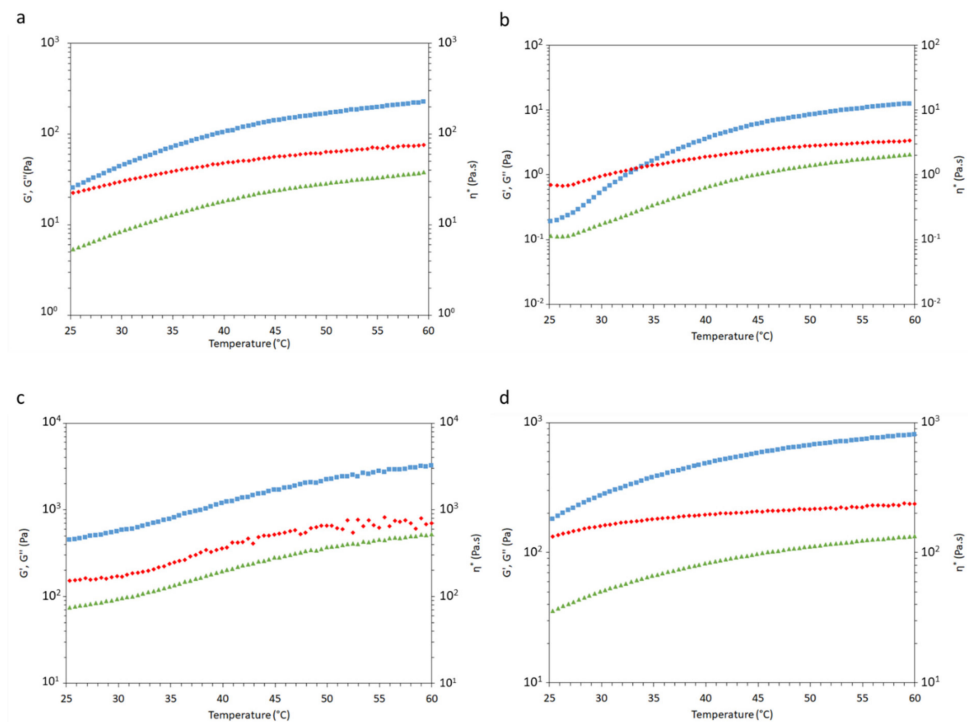 a
10³
10²
10¹
10⁰
G', G''(Pa)
10³
10²
10¹
10⁰
η* (Pa.s)
25 30 35 40 45 50 55 60
Temperature (°C)
b
10²
10¹
10⁰
10⁻¹
10⁻²
G', G'' (Pa)
10²
10¹
10⁰
10⁻¹
10⁻²
η* (Pa.s)
25 30 35 40 45 50 55 60
Temperature (°C)
c
10⁴
10³
10²
10¹
G', G'' (Pa)
10⁴
10³
10²
10¹
η* (Pa.s)
25 30 35 40 45 50 55 60
Temperature (°C)
d
10³
10²
10¹
G', G'' (Pa)
10³
10²
10¹
η* (Pa.s)
25 30 35 40 45 50 55 60
Temperature (°C)